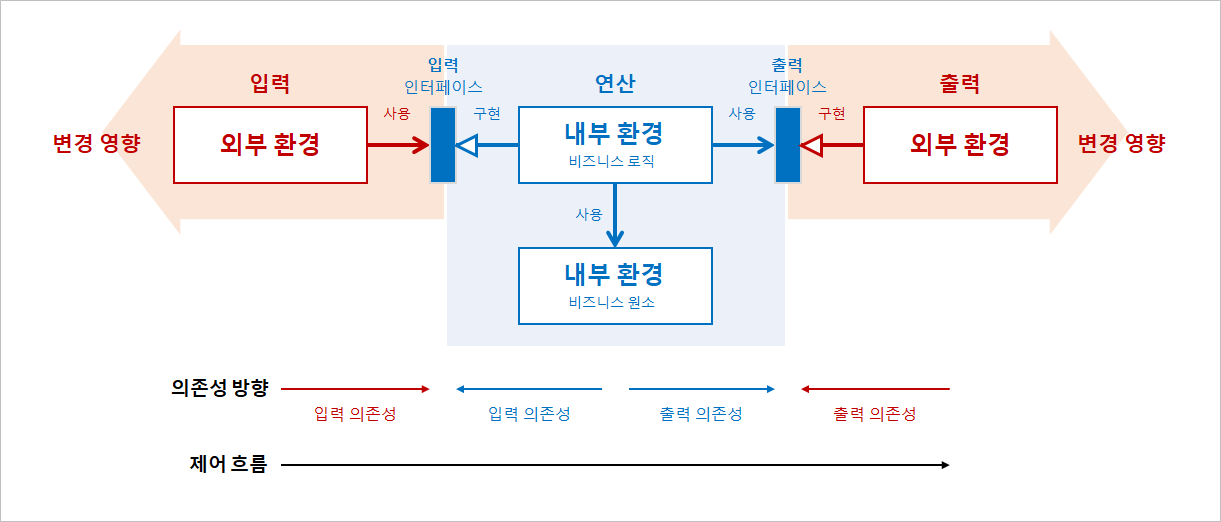 입력
입력
인터페이스
연산
출력
인터페이스
출력
변경 영향
외부 환경
사용
구현
내부 환경
비즈니스 로직
사용
구현
외부 환경
변경 영향
사용
내부 환경
비즈니스 원소
의존성 방향
입력 의존성
입력 의존성
출력 의존성
출력 의존성
제어 흐름